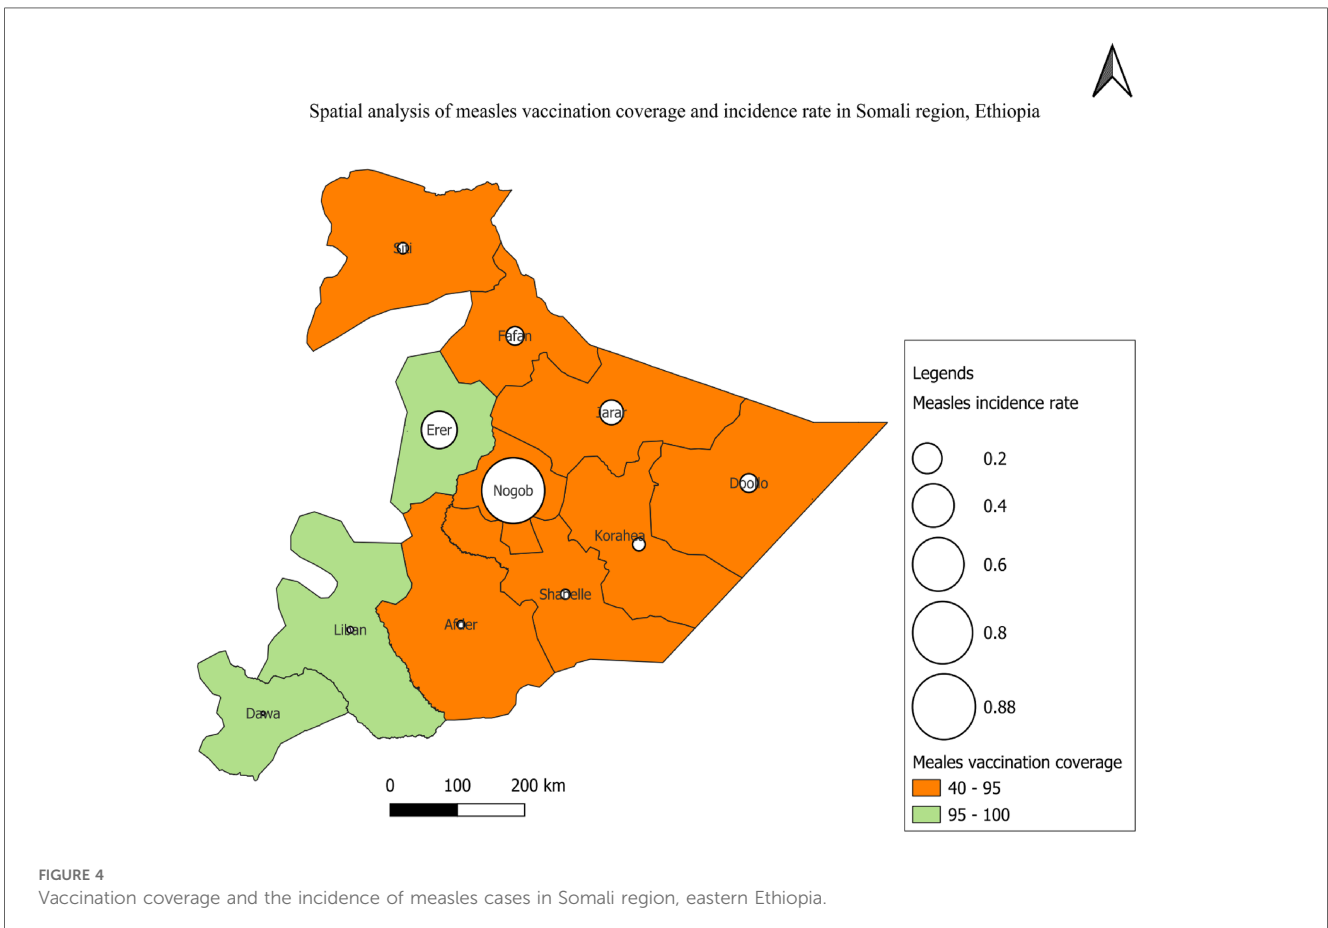 Spatial analysis of measles vaccination coverage and incidence rate in Somali region, Ethiopia
Siti
Fafan
Jarar
Erer
Nogob
Doollo
Korahea
Shabelle
Afder
Liban
Dawa
Legends
Measles incidence rate
0.2
0.4
0.6
0.8
0.88
Meales vaccination coverage
40 - 95
95 - 100
0 100 200 km
FIGURE 4
Vaccination coverage and the incidence of measles cases in Somali region, eastern Ethiopia.